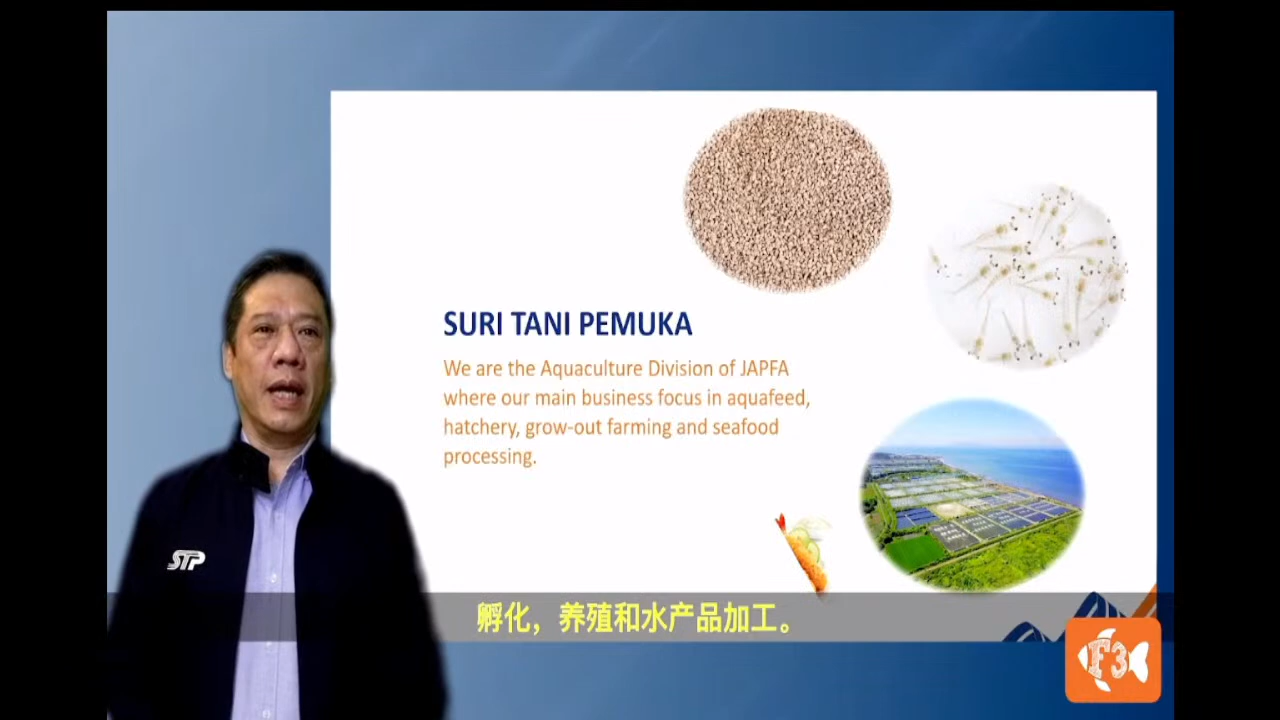 SURI TANI PEMUKA
We are the Aquaculture Division of JAPFA
where our main business focus in aquafeed,
hatchery, grow-out farming and seafood
processing.
STP
孵化，养殖和水产品加工。
F3